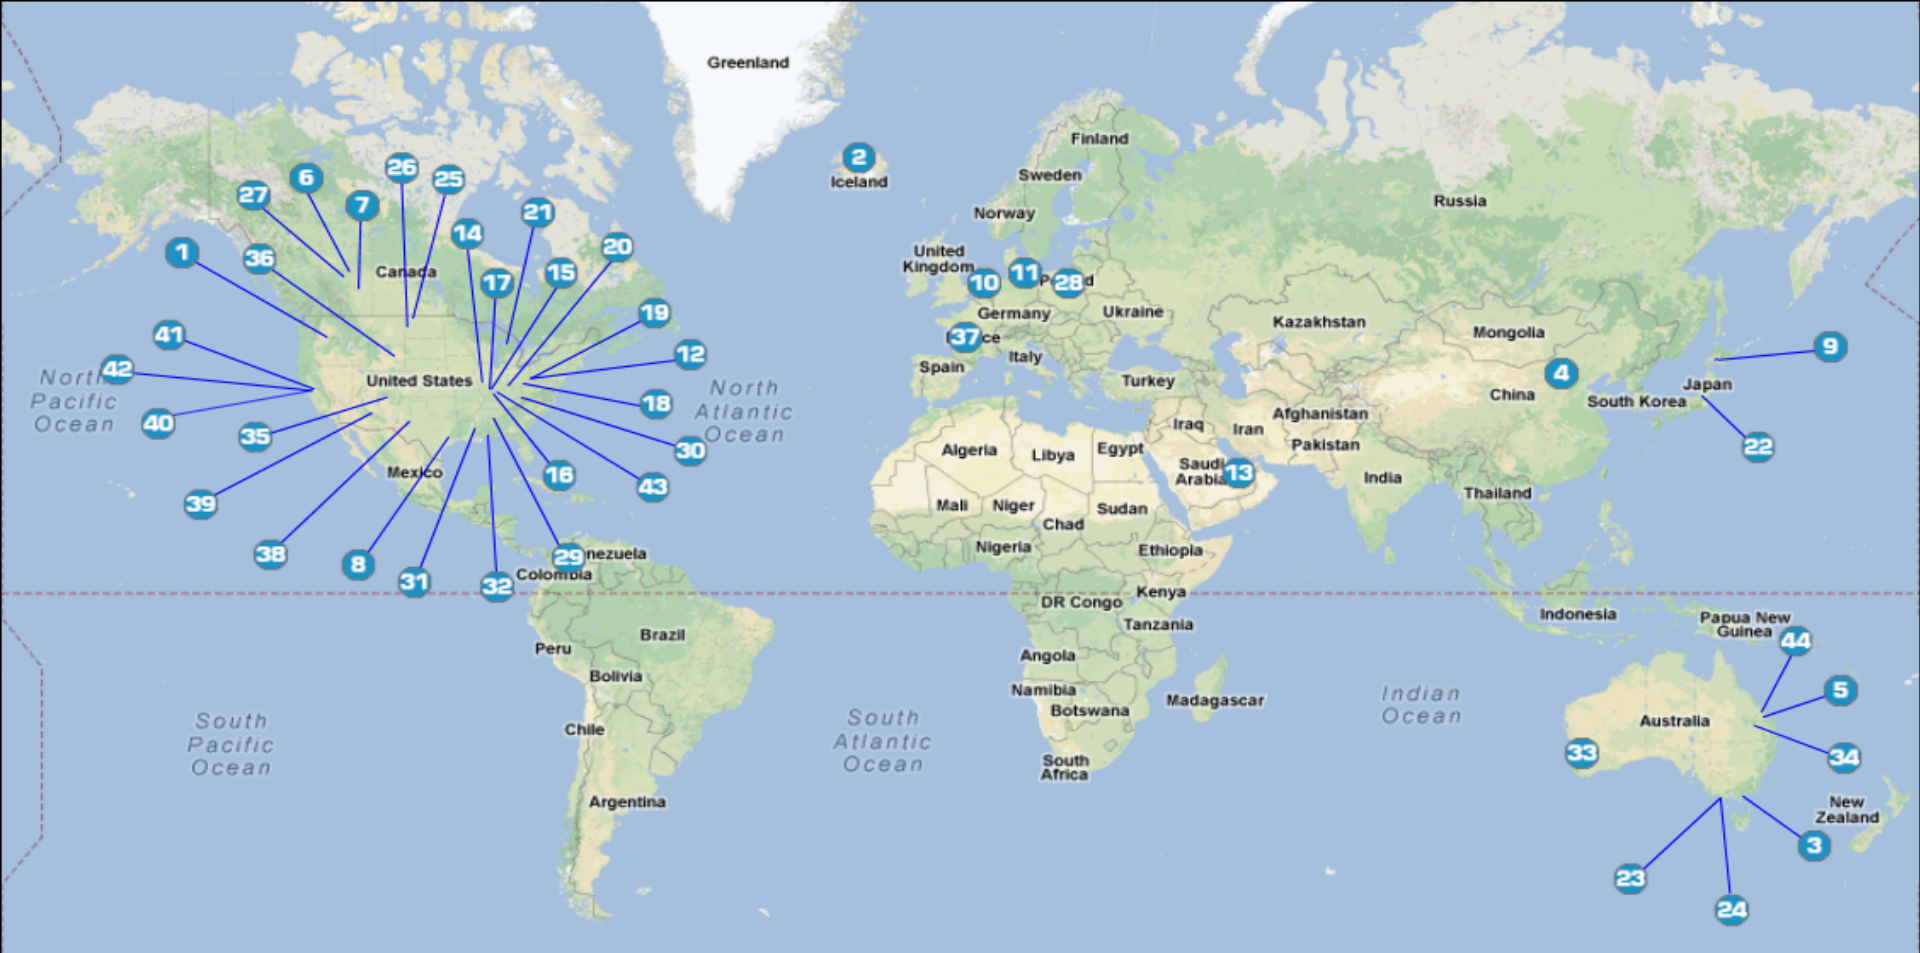 Greenland
Finland
2
Iceland
26
6
25
Sweden
27
7
Russia
21
Norway
14
20
1
36
United
Kingdom
Canada
15
11
17
10
P
28
d
19
Germany
Ukraine
Kazakhstan
Mongolia
41
37
ce
9
12
Italy
42
Spain
4
North
Pacific
Ocean
United States
North
Atlantic
Ocean
Turkey
China
Japan
South Korea
18
Afghanistan
40
Iraq
Iran
35
Pakistan
22
30
Algeria
Libya
Egypt
Saudi
Arabia
13
Mexico
16
India
43
Thailand
39
Mali
Niger
Sudan
Chad
38
29
nezuela
Nigeria
Ethiopia
8
Colombia
31
32
Kenya
DR Congo
Indonesia
Papua New
Guinea
Tanzania
Brazil
44
Peru
Angola
Bolivia
Namibia
Madagascar
5
Indian
Ocean
Botswana
South
Pacific
Ocean
South
Atlantic
Ocean
Australia
Chile
33
34
South
Africa
Argentina
New
Zealand
3
23
24